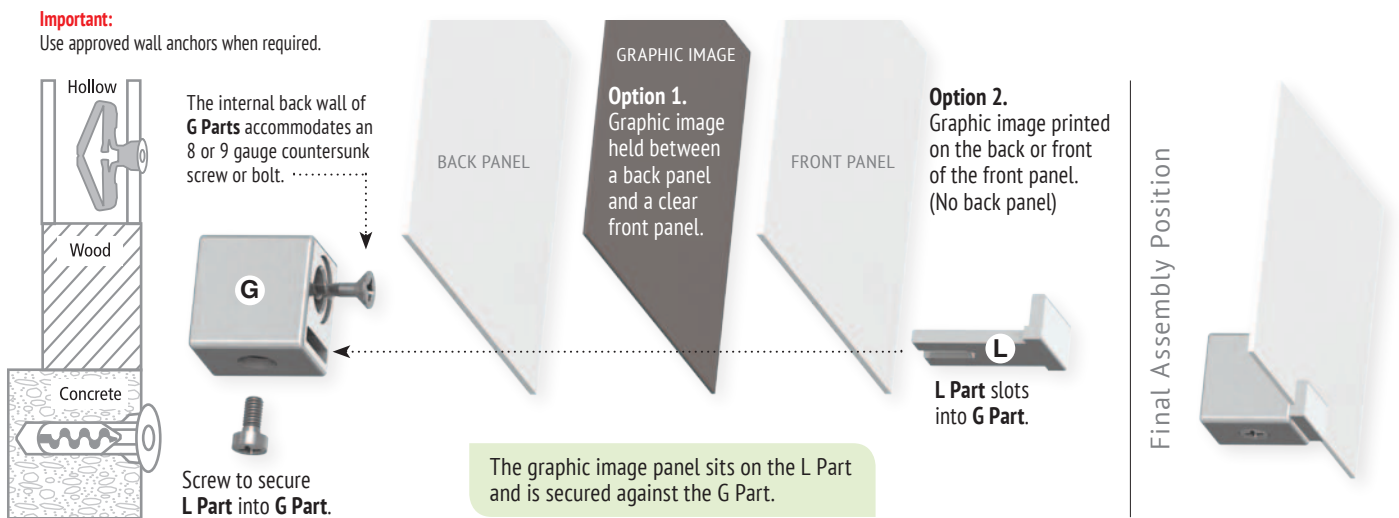 Important:
Use approved wall anchors when required.
Hollow
Wood
Concrete
The internal back wall of
G Parts accommodates an
8 or 9 gauge countersunk
screw or bolt.
G
Screw to secure
L Part into G Part.
BACK PANEL
GRAPHIC IMAGE
Option 1.
Graphic image
held between
a back panel
and a clear
front panel.
FRONT PANEL
Option 2.
Graphic image printed
on the back or front
of the front panel.
(No back panel)
L
L Part slots
into G Part.
The graphic image panel sits on the L Part
and is secured against the G Part.
Final Assembly Position